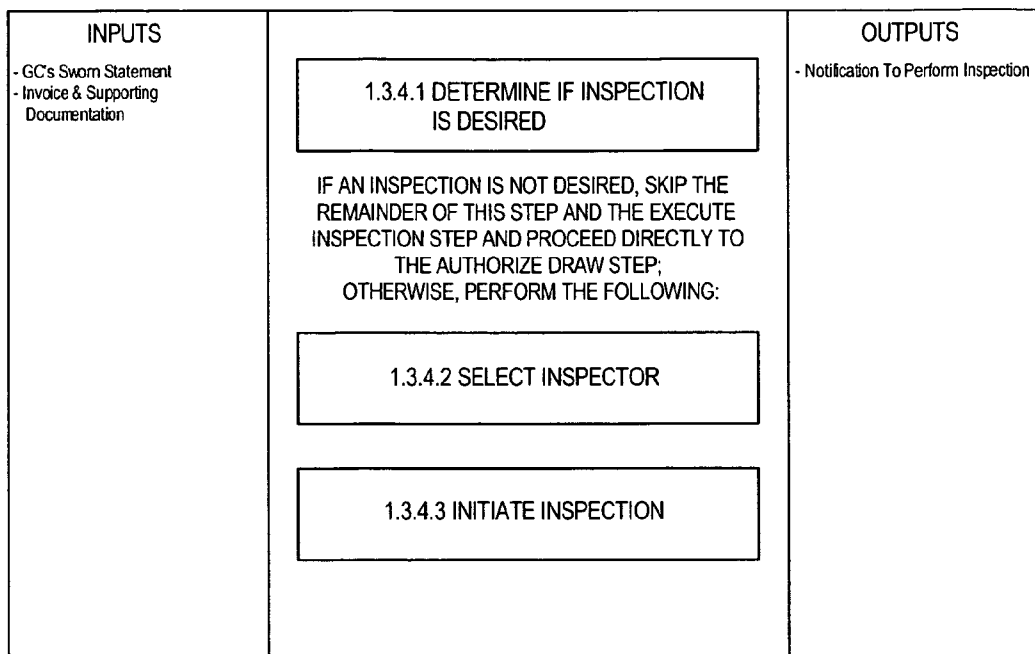 INPUTS
- GC's Sworn Statement
- Invoice & Supporting
Documentation
1.3.4.1 DETERMINE IF INSPECTION
IS DESIRED
IF AN INSPECTION IS NOT DESIRED, SKIP THE
REMAINDER OF THIS STEP AND THE EXECUTE
INSPECTION STEP AND PROCEED DIRECTLY TO
THE AUTHORIZE DRAW STEP;
OTHERWISE, PERFORM THE FOLLOWING:
1.3.4.2 SELECT INSPECTOR
1.3.4.3 INITIATE INSPECTION
OUTPUTS
- Notification To Perform Inspection